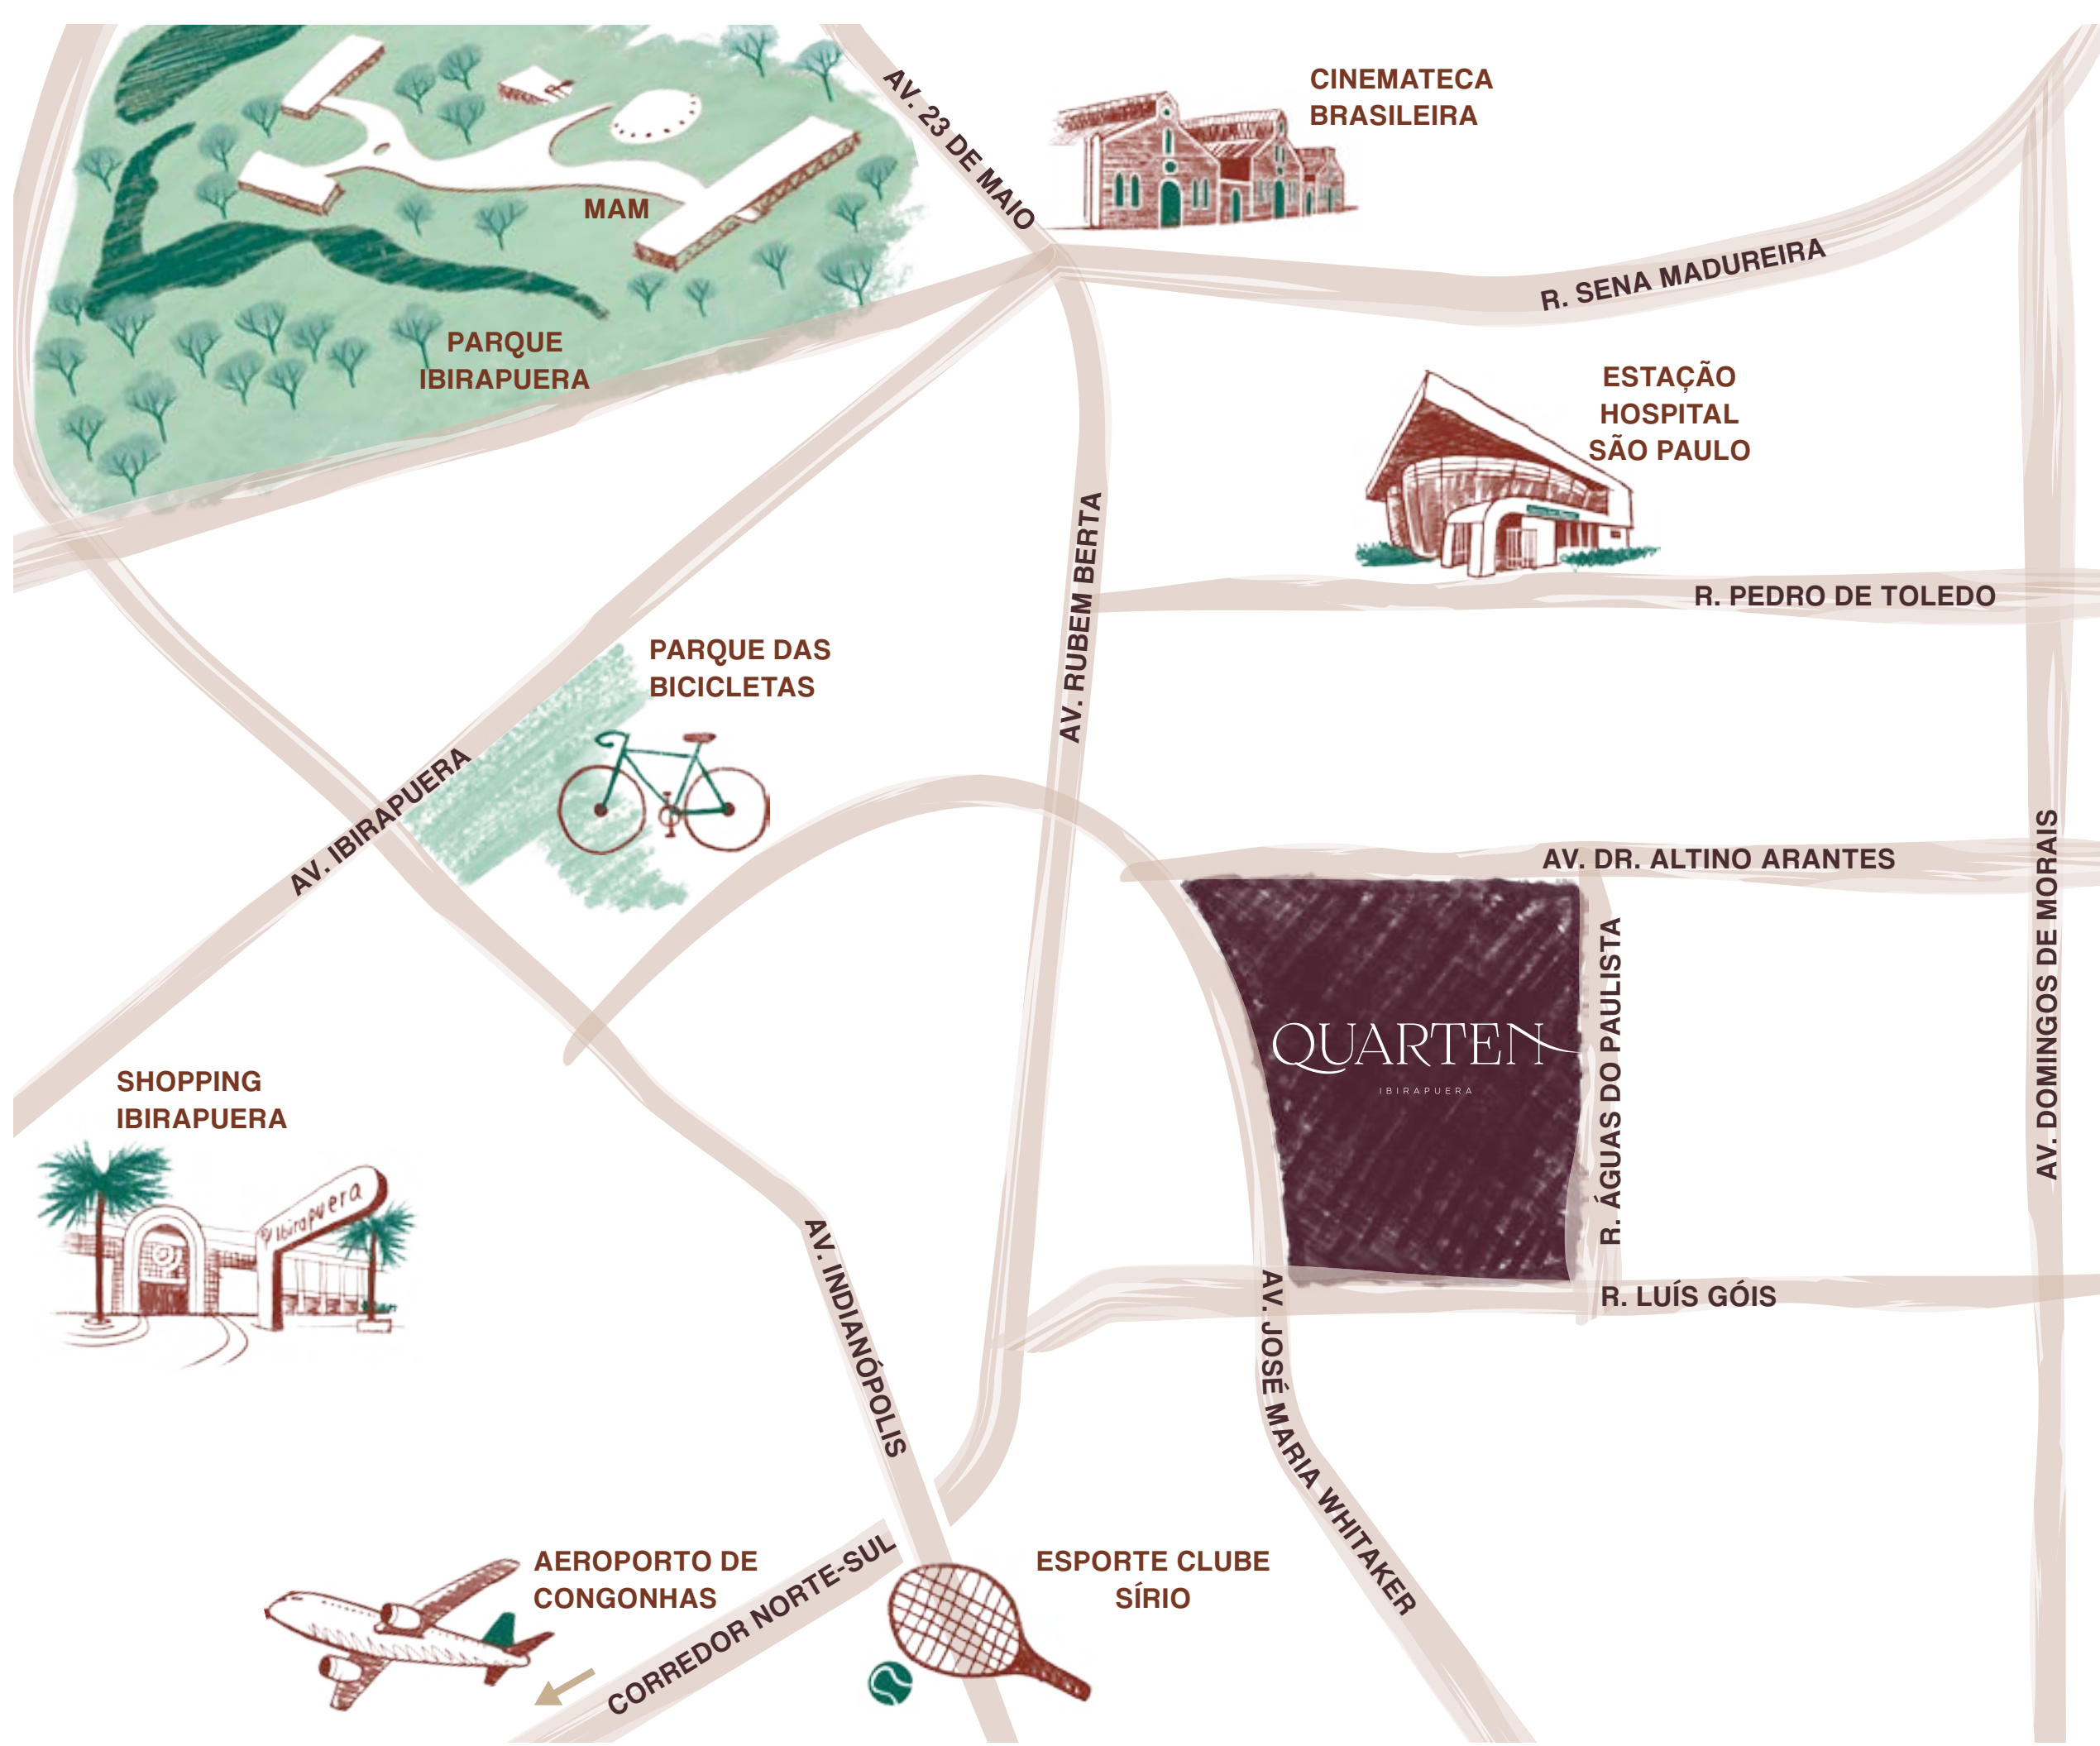 AV. 23 DE MAIO
CINEMATECA
BRASILEIRA
MAM
R. SENA MADUREIRA
PARQUE
IBIRAPUERA
ESTAÇÃO
HOSPITAL
SÃO PAULO
AV. RUBEM BERTA
R. PEDRO DE TOLEDO
PARQUE DAS
BICICLETAS
AV. IBIRAPUERA
AV. DR. ALTINO ARANTES
AV. DOMINGOS DE MORAIS
R. ÁGUAS DO PAULISTA
QUARTEN
IBIRAPUERA
SHOPPING
IBIRAPUERA
Ibirapuera
AV. INDIANÓPOLIS
R. LUÍS GÓIS
AV. JOSÉ MARIA WHITAKER
AEROPORTO DE
CONGONHAS
CORREDOR NORTE-SUL
ESPORTE CLUBE
SÍRIO